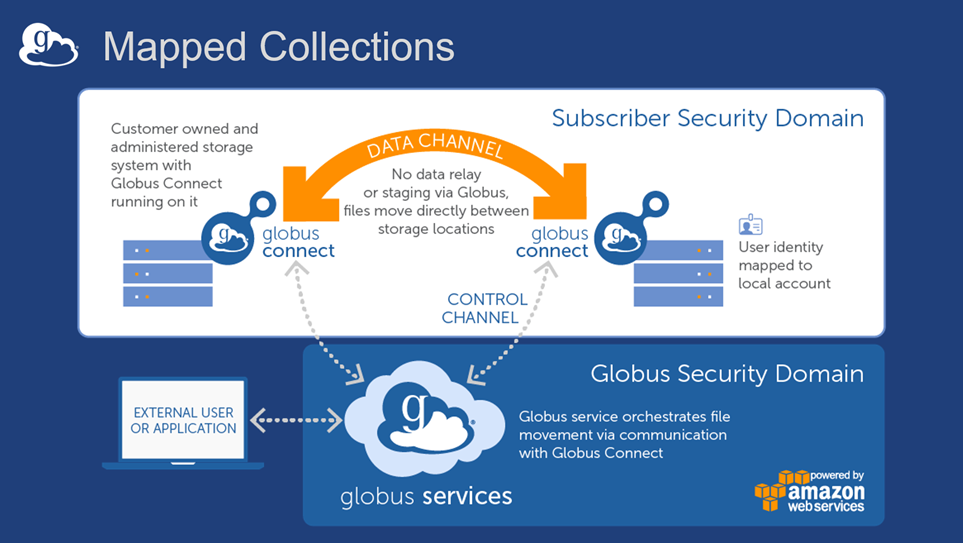 g
Mapped Collections
Subscriber Security Domain
Customer owned and
administered storage
system with
Globus Connect
running on it
DATA CHANNEL
No data relay
or staging via Globus,
files move directly between
storage locations
g
globus
connect
globus
connect
g
User identity
mapped to
local account
CONTROL
CHANNEL
Globus Security Domain
EXTERNAL USER
OR APPLICATION
g
Globus service orchestrates file
movement via communication
with Globus Connect
globus services
powered by
amazon
web services